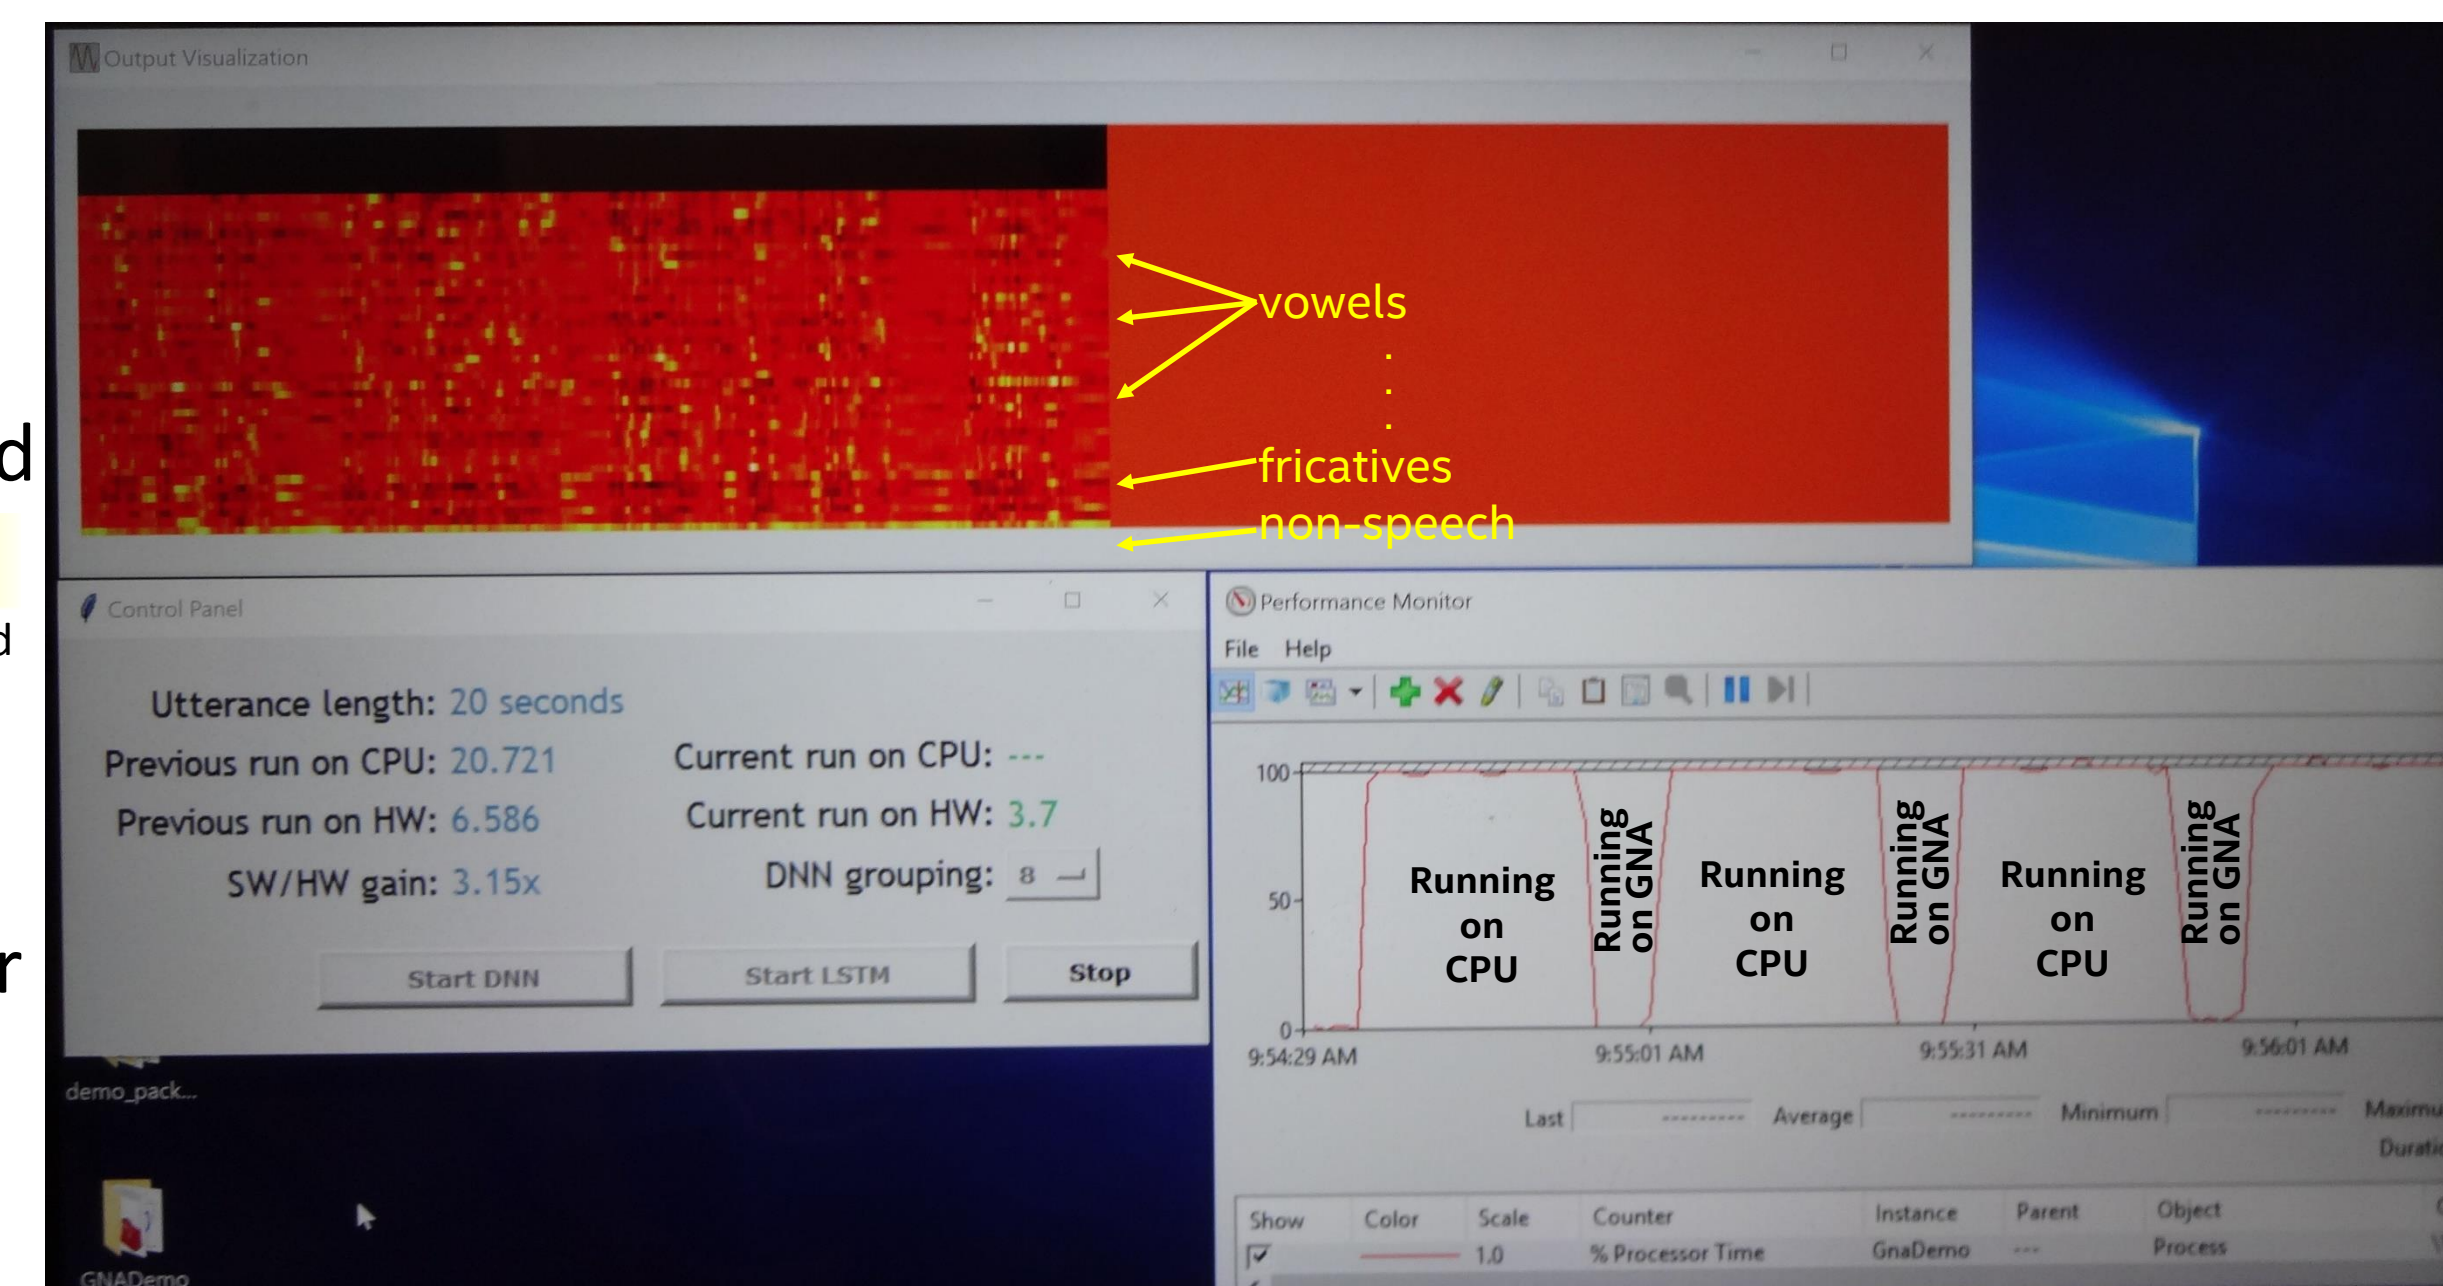 Output Visualization
vowels
.
.
.
fricatives
non-speech
d
d
r
Control Panel
Utterance length: 20 seconds
Previous run on CPU: 20.721
Current run on CPU: ---
Previous run on HW: 6.586
Current run on HW: 3.7
SW/HW gain: 3.15x
DNN grouping: 8
Start DNN
Start LSTM
Stop
Performance Monitor
File Help
100
50
0
Running
on
CPU
Running
on GNA
Running
on
CPU
Running
on GNA
Running
on
CPU
Running
on GNA
9:54:29 AM
9:55:01 AM
9:55:31 AM
9:56:01 AM
Last --------- Average --------- Minimum --------- Maximu
Durati
Show Color Scale Counter Instance Parent Object
1.0 % Processor Time GnaDemo --- Process
demo_pack...
GNADemo